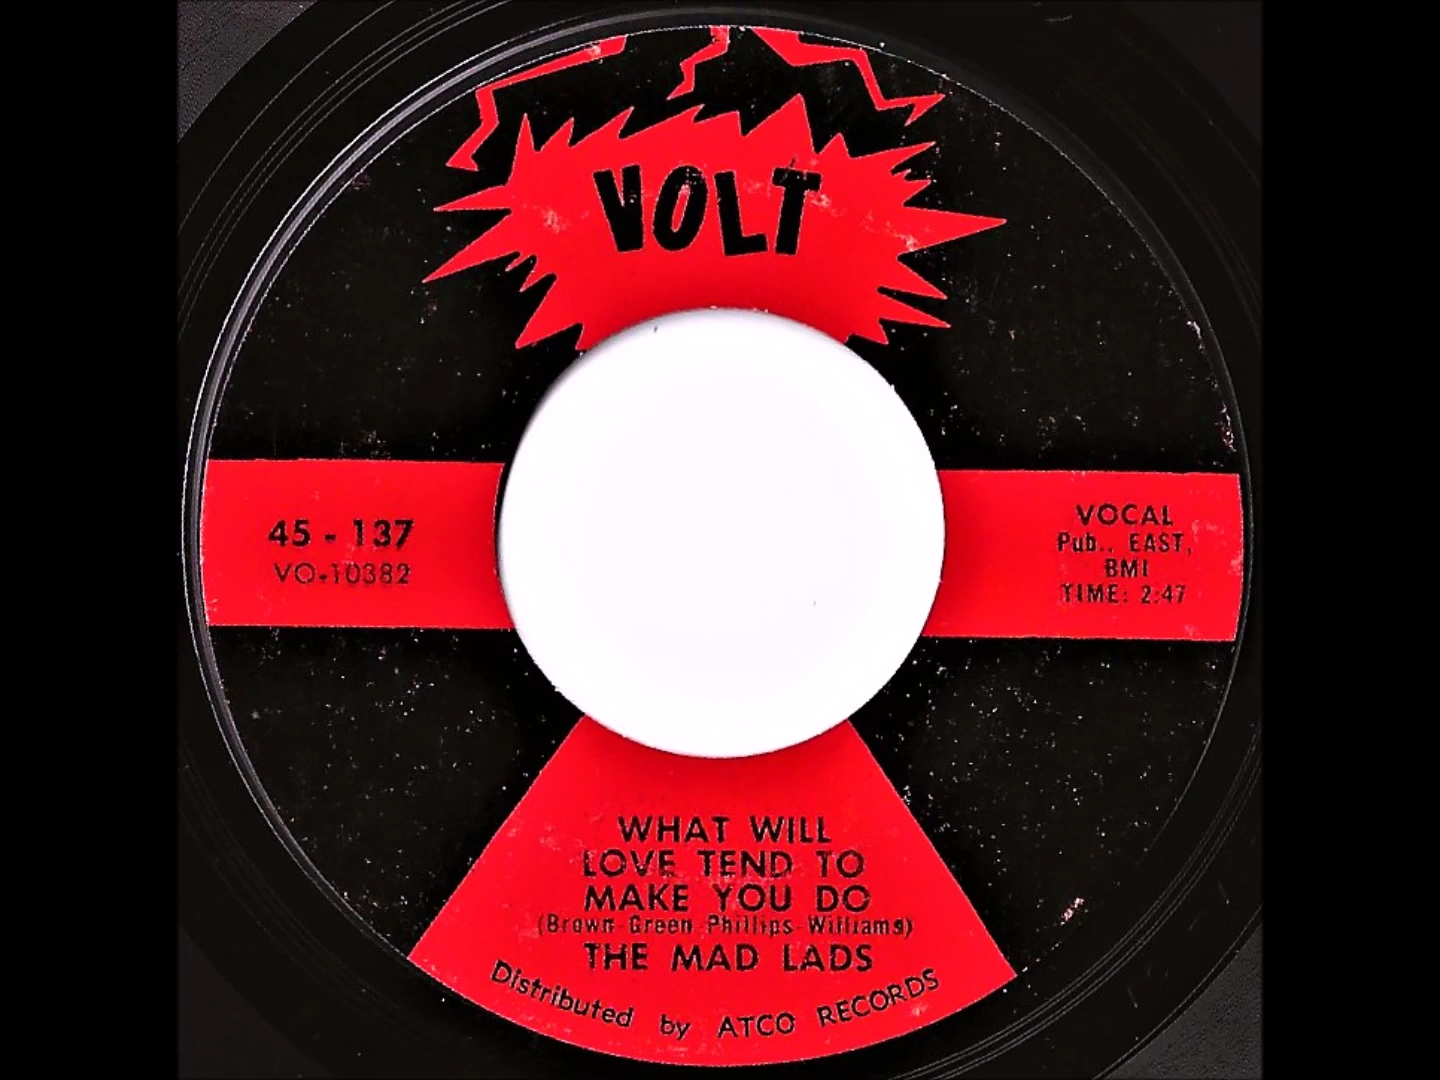 VOLT
45 - 137
VO-10382
VOCAL
Pub., EAST,
BMI
TIME: 2:47
WHAT WILL
LOVE TEND TO
MAKE YOU DO
(Brown-Green-Phillips-Williams)
THE MAD LADS
Distributed by ATCO RECORDS